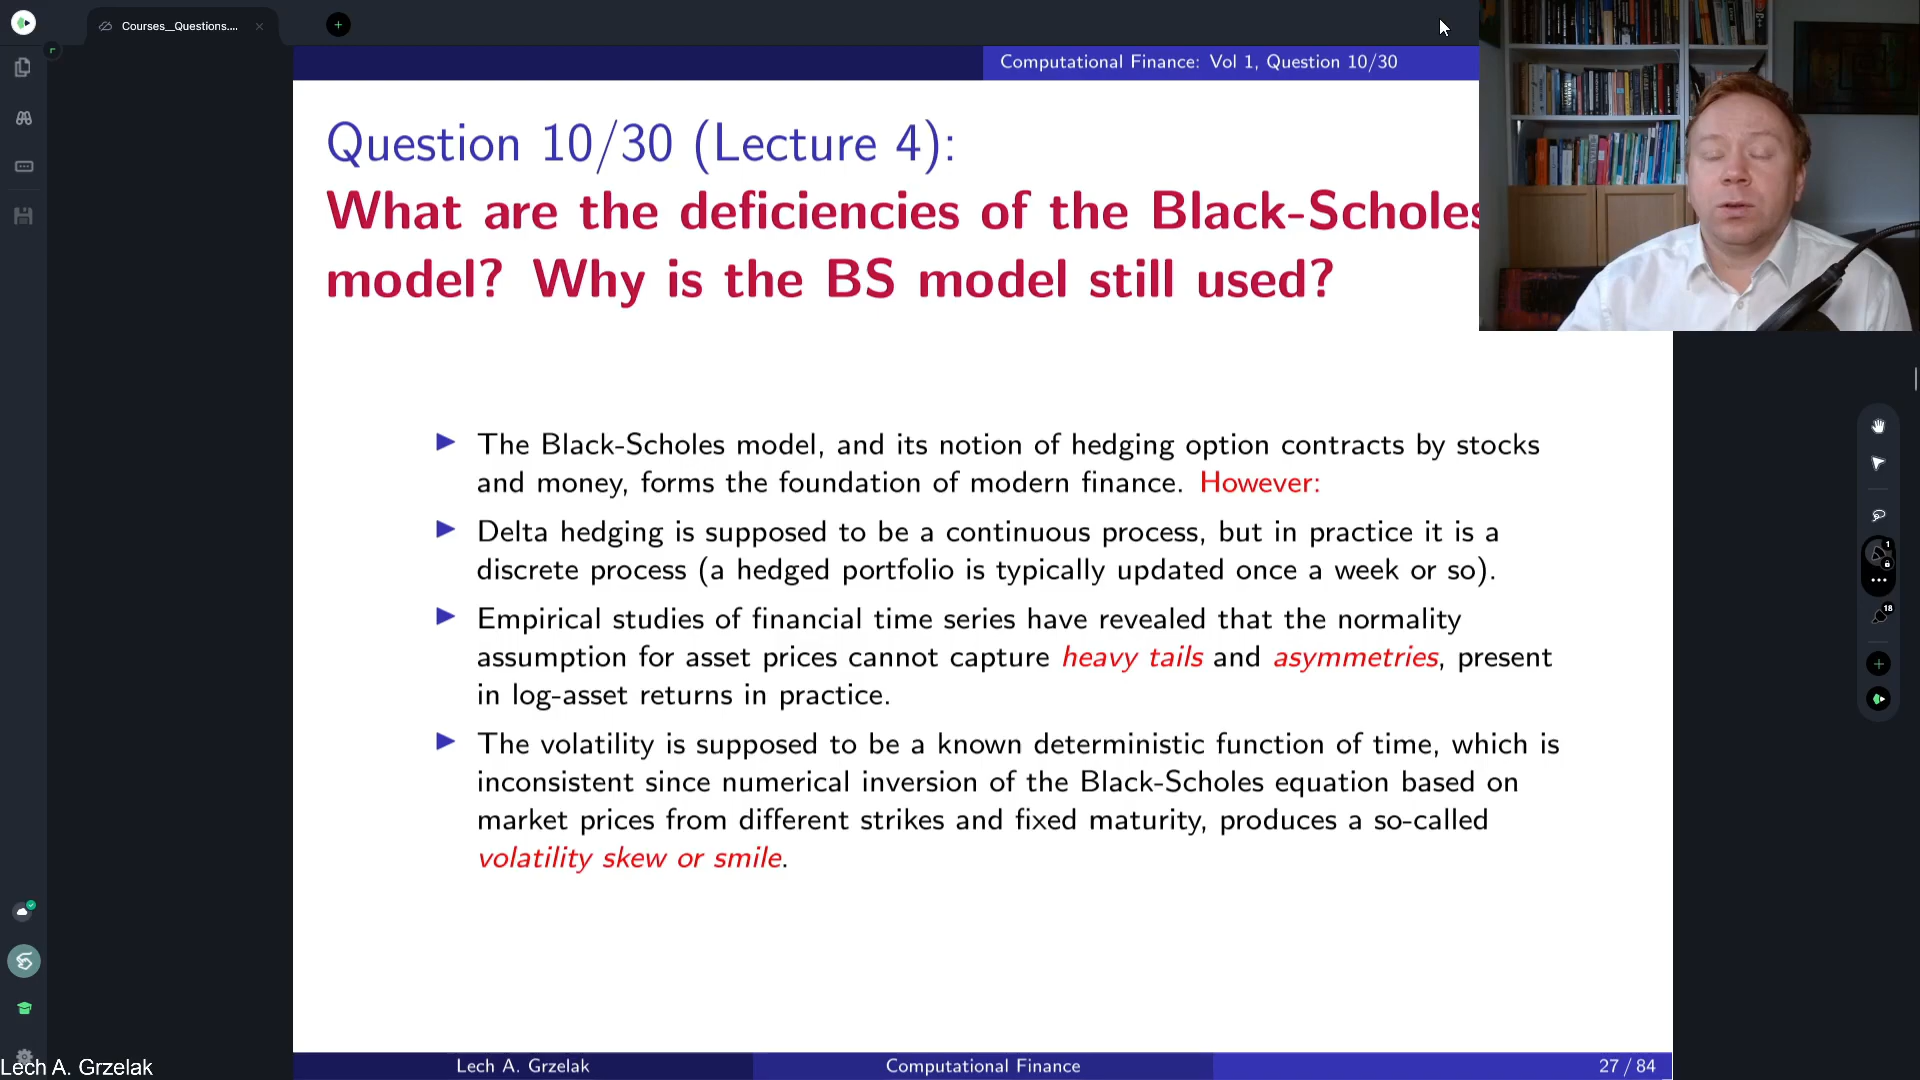 Courses__Questions....
Computational Finance: Vol 1, Question 10/30
Question 10/30 (Lecture 4):
What are the deficiencies of the Black-Scholes
model? Why is the BS model still used?
The Black-Scholes model, and its notion of hedging option contracts by stocks
and money, forms the foundation of modern finance. However:
Delta hedging is supposed to be a continuous process, but in practice it is a
discrete process (a hedged portfolio is typically updated once a week or so).
Empirical studies of financial time series have revealed that the normality
assumption for asset prices cannot capture heavy tails and asymmetries, present
in log-asset returns in practice.
The volatility is supposed to be a known deterministic function of time, which is
inconsistent since numerical inversion of the Black-Scholes equation based on
market prices from different strikes and fixed maturity, produces a so-called
volatility skew or smile.
1
18
Lech A. Grzelak
Lech A. Grzelak
Computational Finance
27 / 84